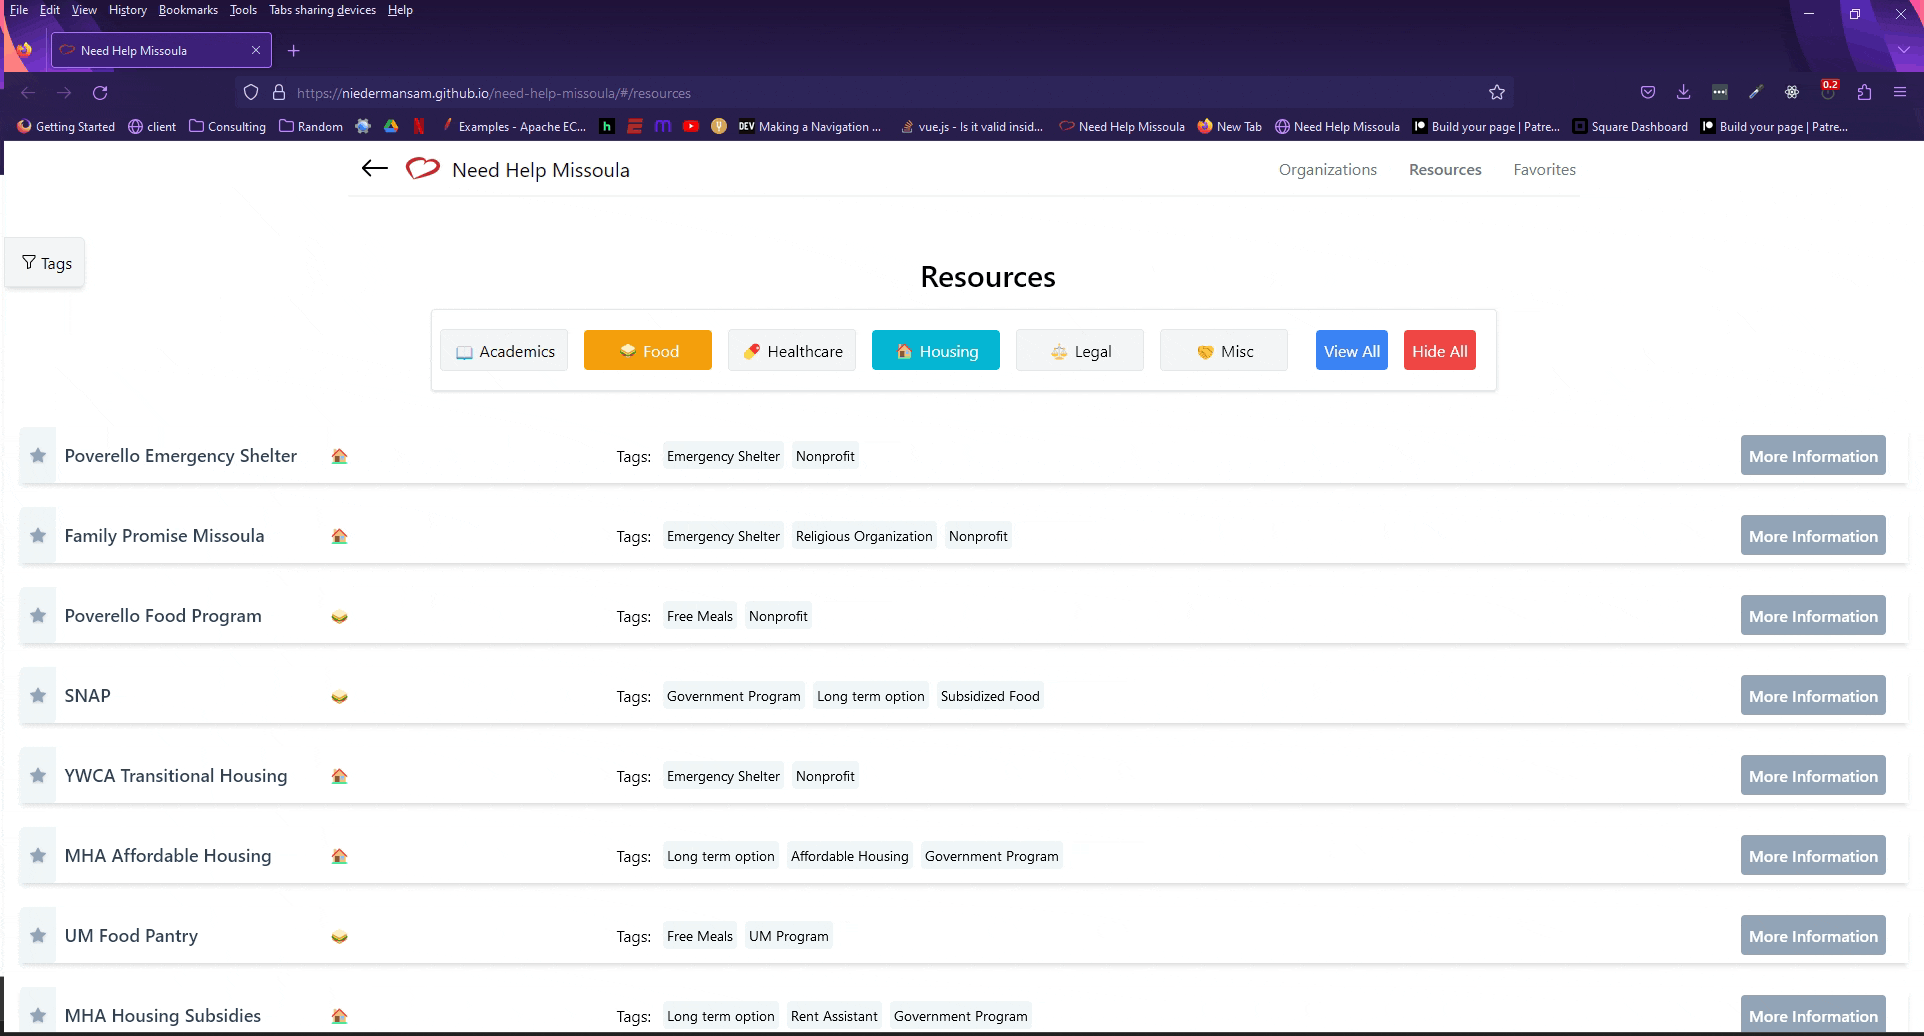 File Edit View History Bookmarks Tools Tabs sharing devices Help
Need Help Missoula
https://niedermansam.github.io/need-help-missoula/#/resources
0.2
Getting Started client Consulting Random Examples - Apache EC... h DEV Making a Navigation ... vue.js - Is it valid insid... Need Help Missoula New Tab Need Help Missoula Build your page | Patre... Square Dashboard Build your page | Patre...
Need Help Missoula Organizations Resources Favorites
Tags
Resources
Academics Food Healthcare Housing Legal Misc View All Hide All
Poverello Emergency Shelter Tags: Emergency Shelter Nonprofit More Information
Family Promise Missoula Tags: Emergency Shelter Religious Organization Nonprofit More Information
Poverello Food Program Tags: Free Meals Nonprofit More Information
SNAP Tags: Government Program Long term option Subsidized Food More Information
YWCA Transitional Housing Tags: Emergency Shelter Nonprofit More Information
MHA Affordable Housing Tags: Long term option Affordable Housing Government Program More Information
UM Food Pantry Tags: Free Meals UM Program More Information
MHA Housing Subsidies Tags: Long term option Rent Assistant Government Program More Information